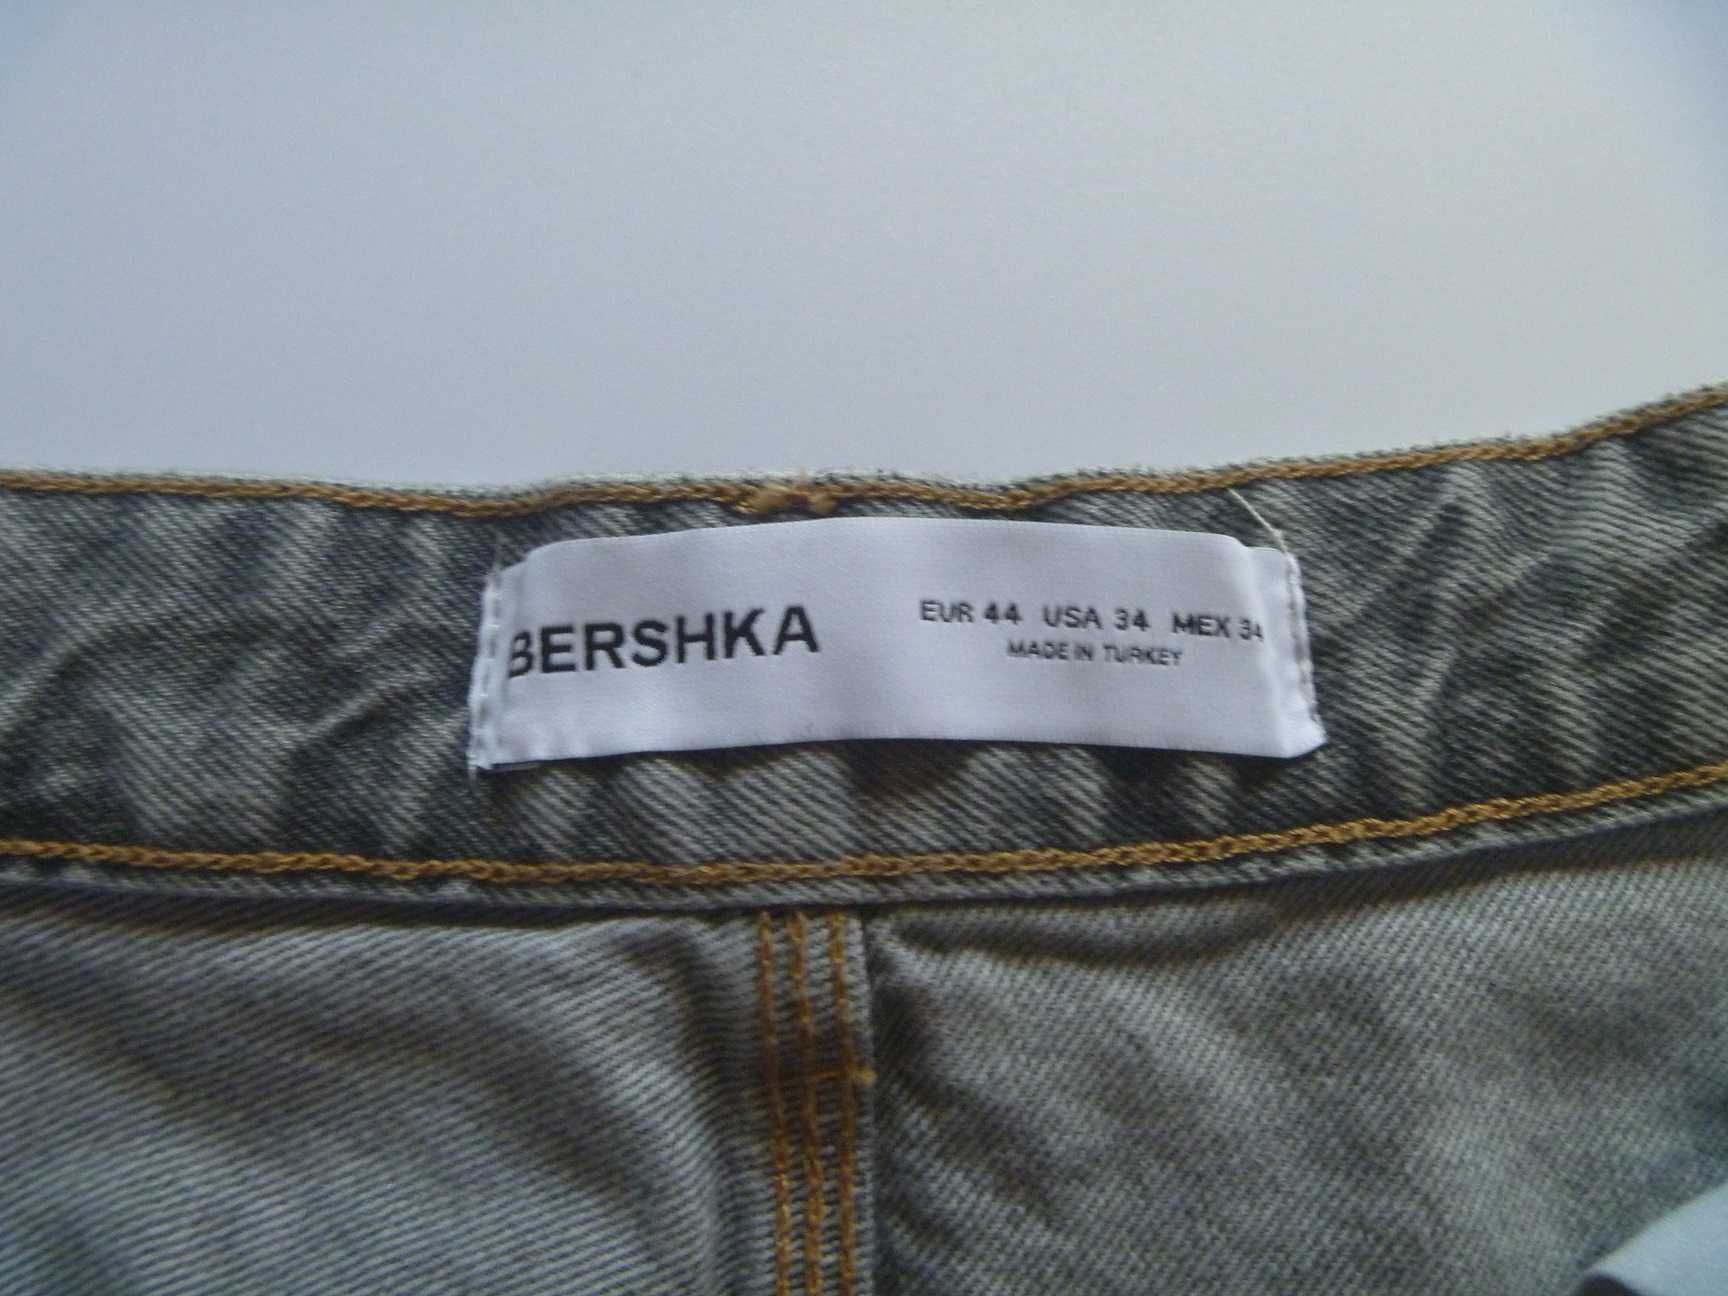 BERSHKA
EUR 44 USA 34 MEX 34
MADE IN TURKEY